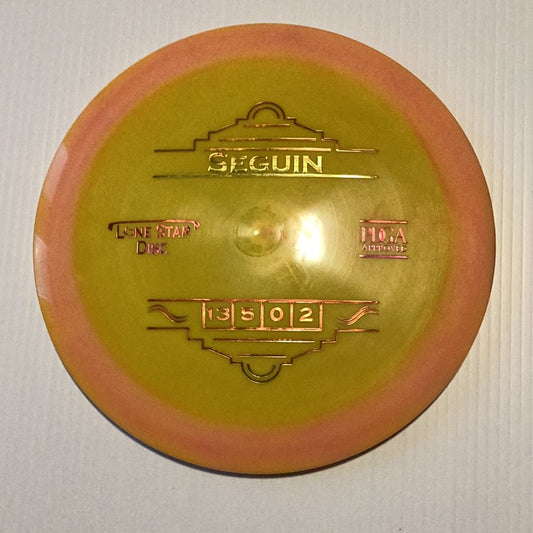 SEGUIN
LONE STAR
DISC
PDGA
APPROVED
13 5 0 2